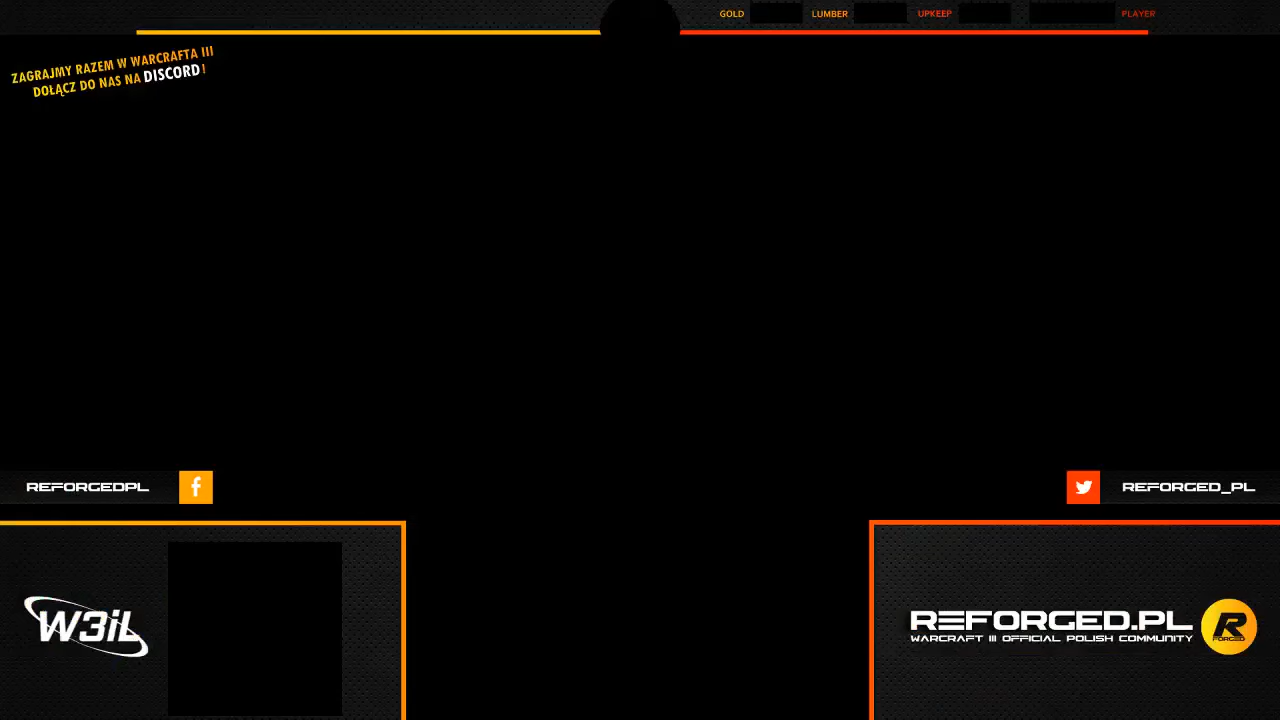 GOLD LUMBER UPKEEP PLAYER
ZAGRAJMY RAZEM W WARCRAFTA III
DOŁĄCZ DO NAS NA DISCORD!
REFORGEDPL
REFORGED_PL
W3iL
REFORGED.PL
WARCRAFT III OFFICIAL POLISH COMMUNITY
R
FORGED